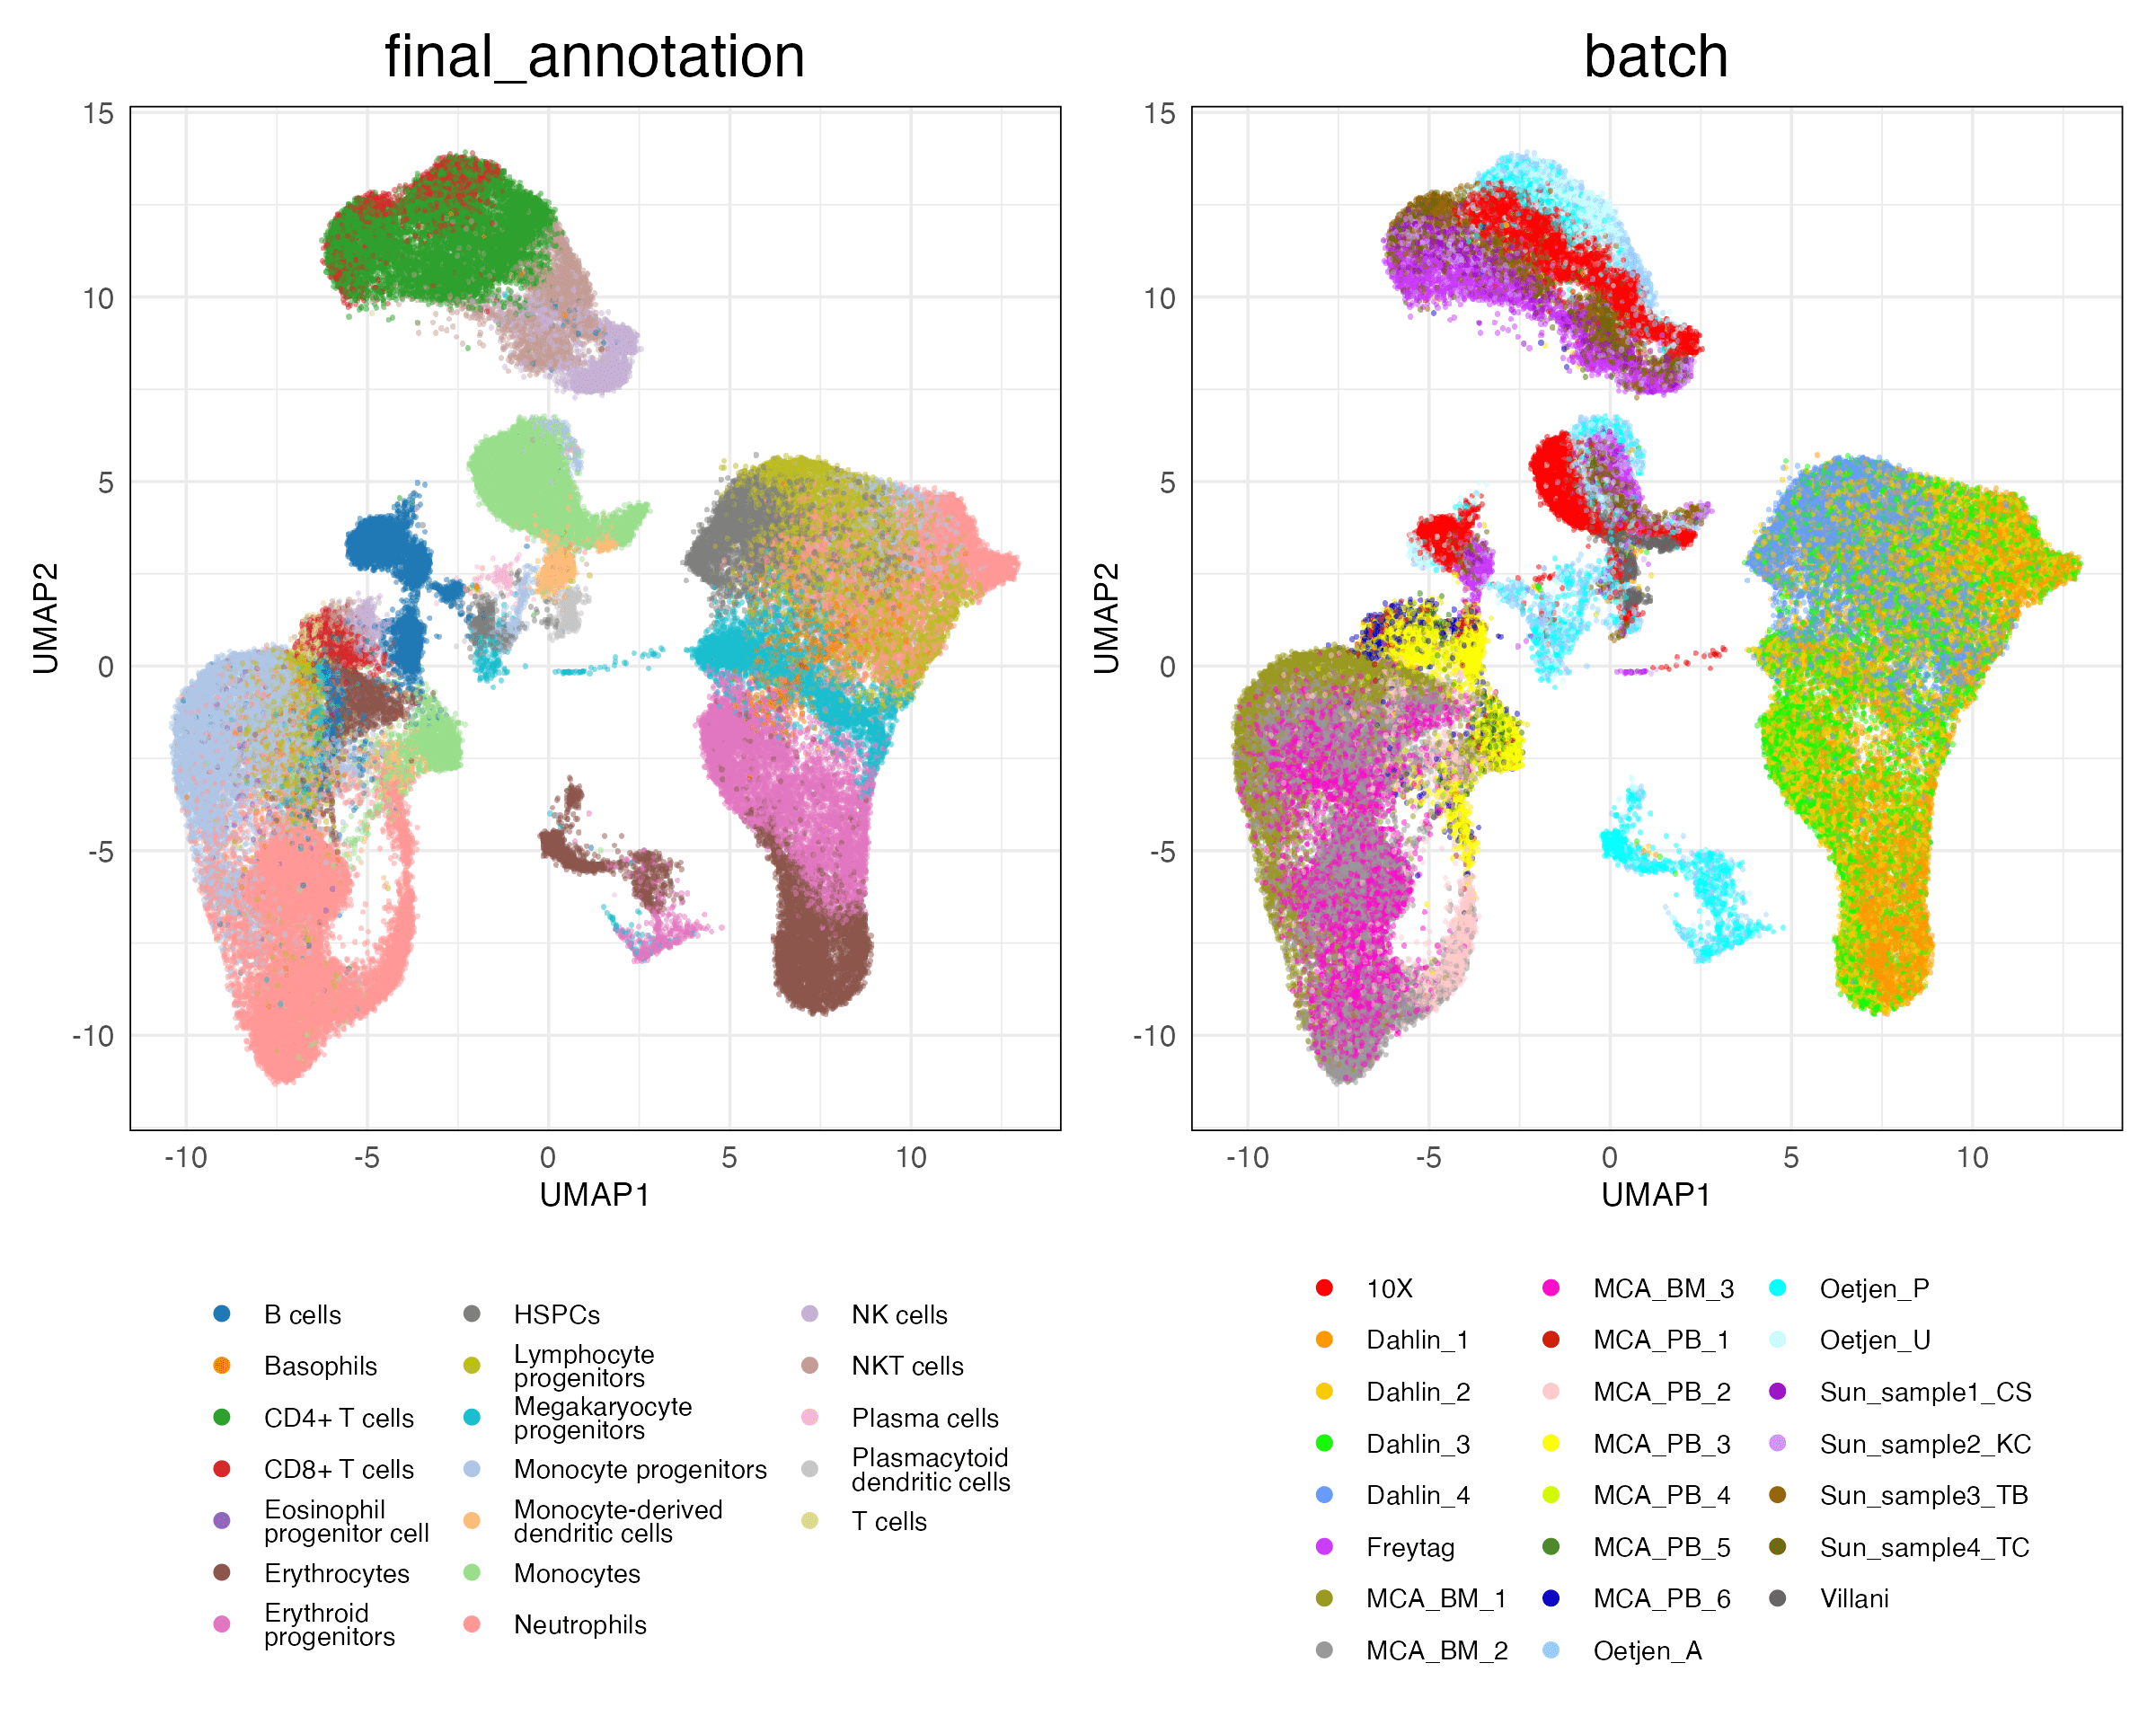 final_annotation
batch
15
10
5
0
-5
-10
UMAP2
-10
-5
0
5
10
UMAP1
15
10
5
0
-5
-10
UMAP2
-10
-5
0
5
10
UMAP1
B cells
Basophils
CD4+ T cells
CD8+ T cells
Eosinophil
progenitor cell
Erythrocytes
Erythroid
progenitors
HSPCs
Lymphocyte
progenitors
Megakaryocyte
progenitors
Monocyte progenitors
Monocyte-derived
dendritic cells
Monocytes
Neutrophils
NK cells
NKT cells
Plasma cells
Plasmacytoid
dendritic cells
T cells
10X
Dahlin_1
Dahlin_2
Dahlin_3
Dahlin_4
Freytag
MCA_BM_1
MCA_BM_2
MCA_BM_3
MCA_PB_1
MCA_PB_2
MCA_PB_3
MCA_PB_4
MCA_PB_5
MCA_PB_6
Oetjen_A
Oetjen_P
Oetjen_U
Sun_sample1_CS
Sun_sample2_KC
Sun_sample3_TB
Sun_sample4_TC
Villani